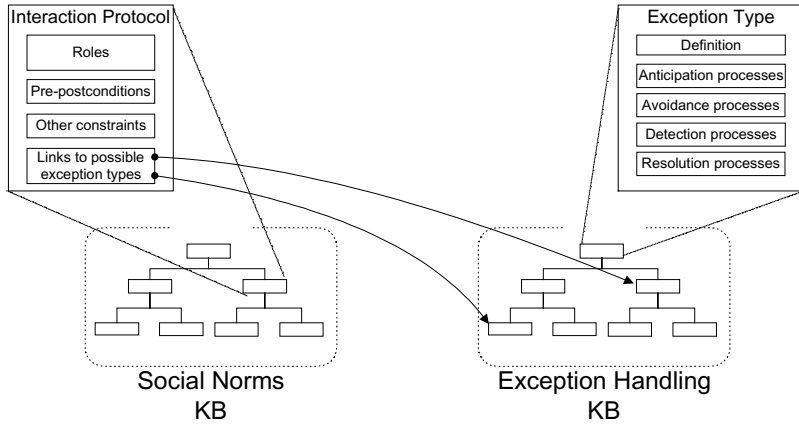 Interaction Protocol
Roles
Pre-postconditions
Other constraints
Links to possible
exception types
Exception Type
Definition
Anticipation processes
Avoidance processes
Detection processes
Resolution processes
Social Norms
KB
Exception Handling
KB